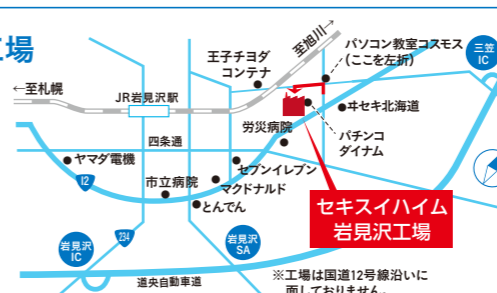 工場
王子チヨダ
コンテナ
至旭川→
パソコン教室コスモス
(ここを左折)
三笠
IC
←至札幌
JR岩見沢駅
ヰセキ北海道
四条通
労災病院
パチンコ
ダイナム
ヤマダ電機
セブンイレブン
12
市立病院
マクドナルド
とんでん
セキスイハイム
岩見沢工場
234
岩見沢
IC
岩見沢
SA
道央自動車道
※工場は国道12号線沿いに
面しておりません。